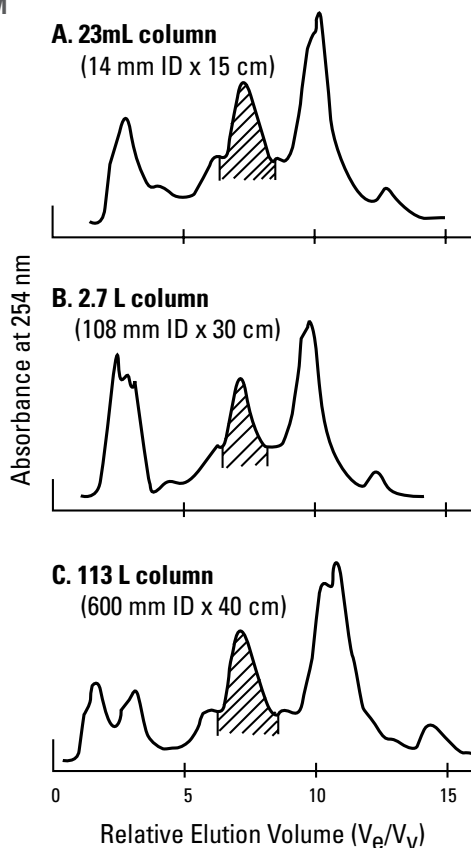 A. 23mL column
(14 mm ID x 15 cm)
B. 2.7 L column
(108 mm ID x 30 cm)
Absorbance at 254 nm
C. 113 L column
(600 mm ID x 40 cm)
0 5 10 15
Relative Elution Volume (Ve/Vv)